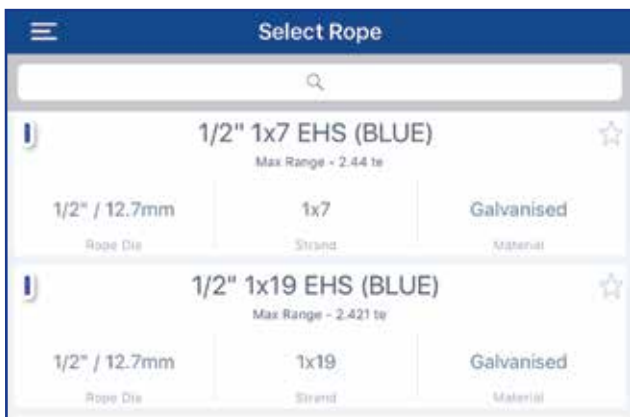 Select Rope
1/2" 1x7 EHS (BLUE)
Max Range - 2.44 te
1/2" / 12.7mm 1x7 Galvanised
Rope Dia Strand Material
1/2" 1x19 EHS (BLUE)
Max Range - 2.421 te
1/2" / 12.7mm 1x19 Galvanised
Rope Dia Strand Material